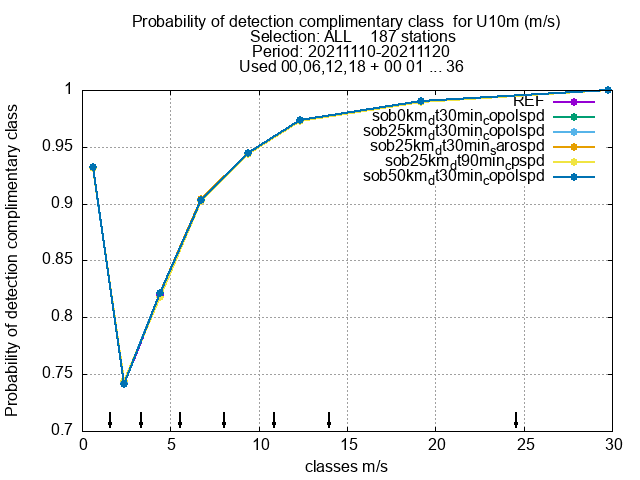 Probability of detection complimentary class  for U10m (m/s)
Selection: ALL    187 stations
Period: 20211110-20211120
Used 00,06,12,18 + 00 01 ... 36
Probability of detection complimentary class
1
0.95
0.9
0.85
0.8
0.75
0.7
REF
sob0km_dt30min_copolspd
sob25km_dt30min_copolspd
sob25km_dt30min_sarospd
sob25km_dt90min_cpspd
sob50km_dt30min_copolspd
0 5 10 15 20 25 30
classes m/s